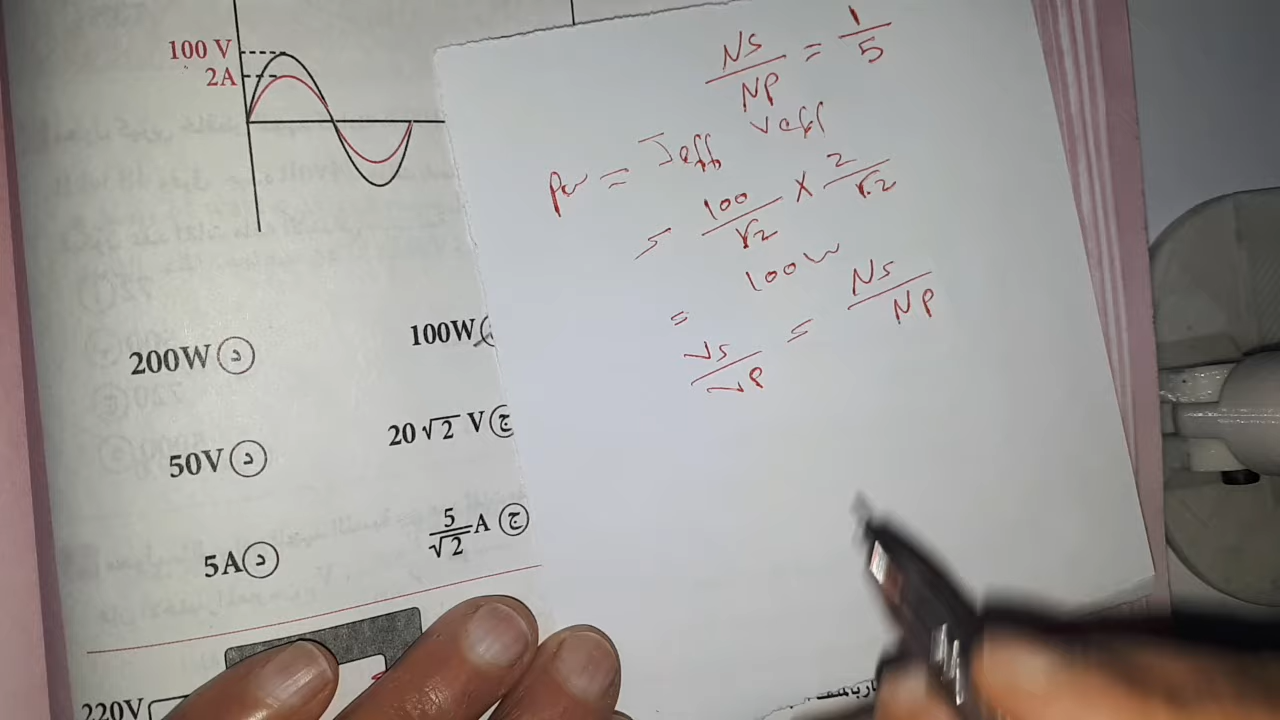 100 V
2A
200W د
100W
50V د
20√2 V ج
5A د
5/√2 A ج
220V
Ns/NP = 1/5
Pw = Ieff Veff
= 100/√2 × 2/√2
= 100W
Vs/VP = Ns/NP